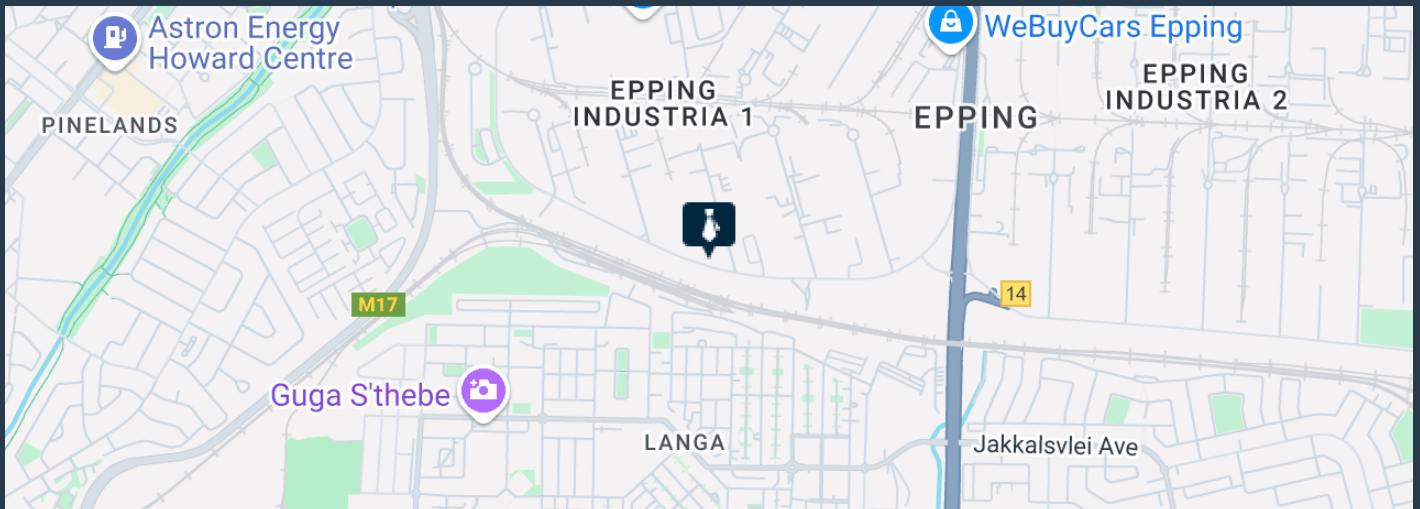 Astron Energy
Howard Centre
WeBuyCars Epping
EPPING
INDUSTRIA 1
EPPING
INDUSTRIA 2
EPPING
PINELANDS
M17
14
Guga S'thebe
LANGA
Jakkalsvlei Ave